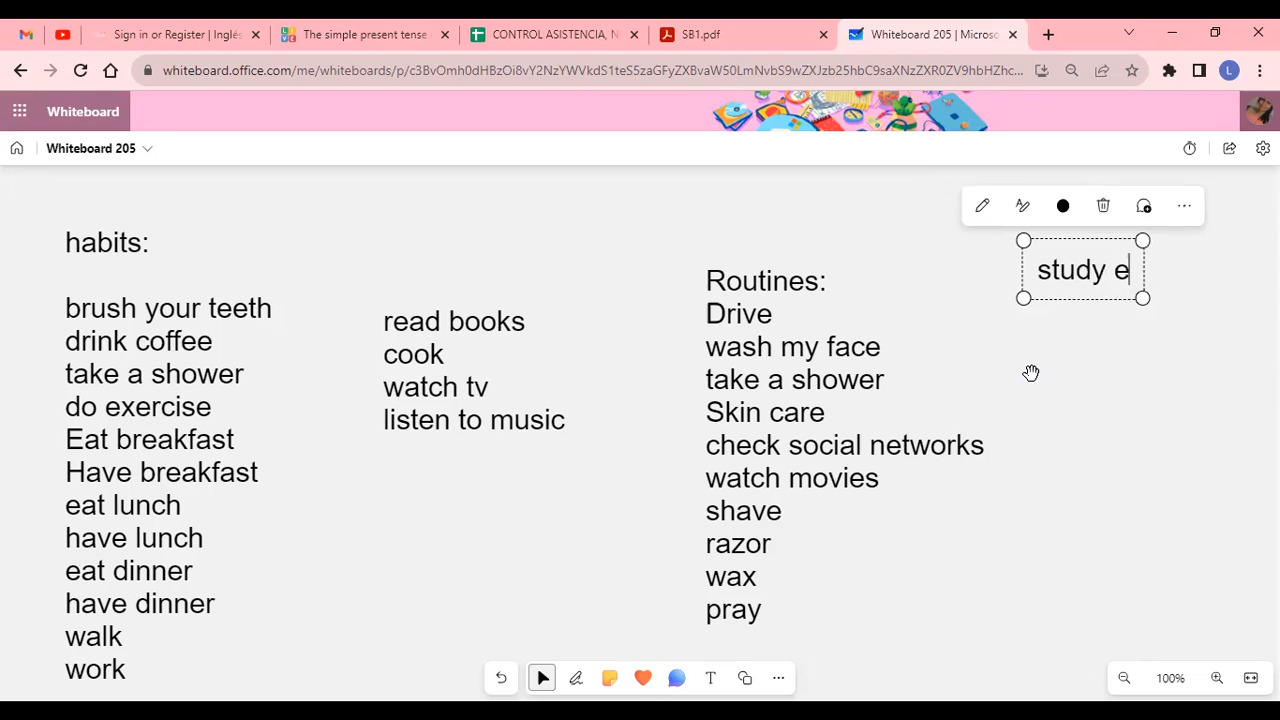 Sign in or Register | Inglés
The simple present tense
CONTROL ASISTENCIA, N
SB1.pdf
Whiteboard 205 | Microso
Whiteboard
Whiteboard 205
habits:
brush your teeth
drink coffee
take a shower
do exercise
Eat breakfast
Have breakfast
eat lunch
have lunch
eat dinner
have dinner
walk
work
read books
cook
watch tv
listen to music
Routines:
Drive
wash my face
take a shower
Skin care
check social networks
watch movies
shave
razor
wax
pray
study e
100%